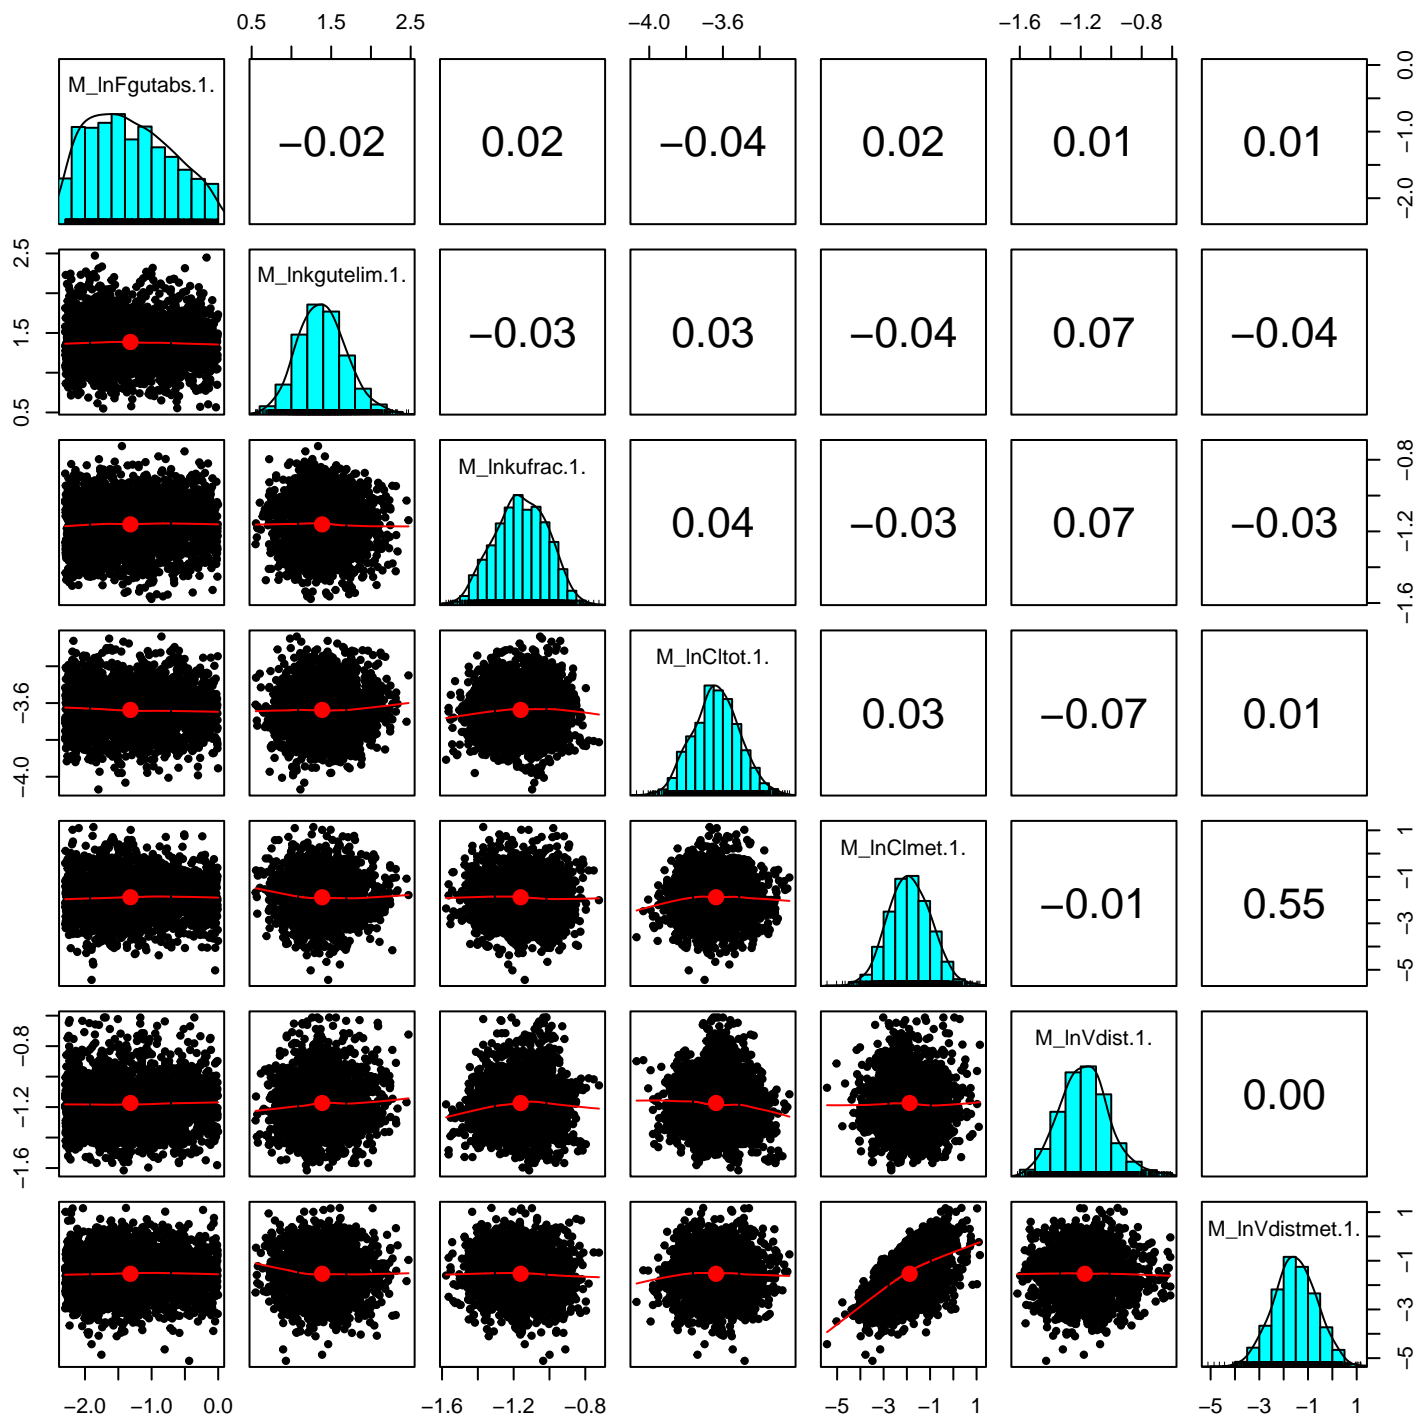 0.5 1.5 2.5 −4.0 −3.6 −1.6 −1.2 −0.8
M_lnFgutabs.1. −0.02 0.02 −0.04 0.02 0.01 0.01
−2.0 −1.0 0.0
0.5 1.5 2.5
M_lnkgutelim.1. −0.03 0.03 −0.04 0.07 −0.04
M_lnkufrac.1. 0.04 −0.03 0.07 −0.03
−1.6 −1.2 −0.8
−4.0 −3.6
M_lnCltot.1. 0.03 −0.07 0.01
M_lnClmet.1. −0.01 0.55
−5 −3 −1 1
−1.6 −1.2 −0.8
M_lnVdist.1. 0.00
M_lnVdistmet.1.
−5 −3 −1 1
−2.0 −1.0 0.0 −1.6 −1.2 −0.8 −5 −3 −1 1 −5 −3 −1 1